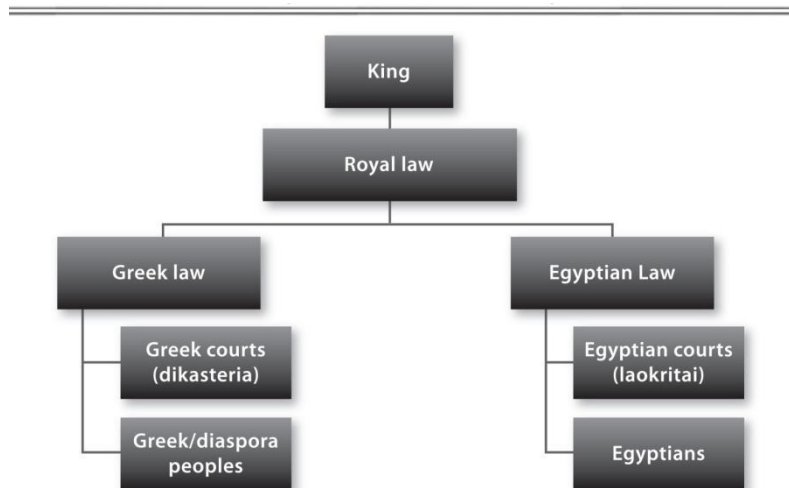 King
Royal law
Greek law
Egyptian Law
Greek courts
(dikasteria)
Egyptian courts
(laokritai)
Greek/diaspora
peoples
Egyptians